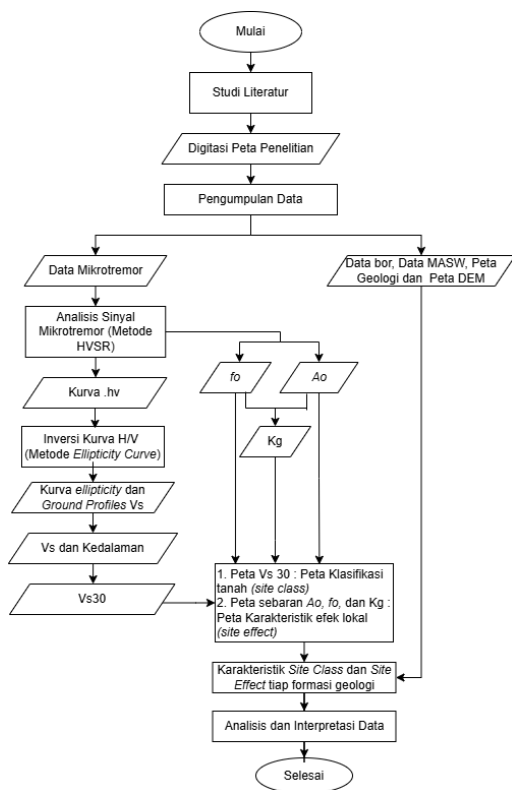 Mulai
Studi Literatur
Digitasi Peta Penelitian
Pengumpulan Data
Data Mikrotremor
Data bor, Data MASW, Peta
Geologi dan Peta DEM
Analisis Sinyal
Mikrotremor (Metode
HVSR)
fo
Ao
Kurva .hv
Kg
Inversi Kurva H/V
(Metode Ellipticity Curve)
Kurva ellipticity dan
Ground Profiles Vs
Vs dan Kedalaman
Vs30
1. Peta Vs 30 : Peta Klasifikasi
tanah (site class)
2. Peta sebaran Ao, fo, dan Kg :
Peta Karakteristik efek lokal
(site effect)
Karakteristik Site Class dan Site
Effect tiap formasi geologi
Analisis dan Interpretasi Data
Selesai